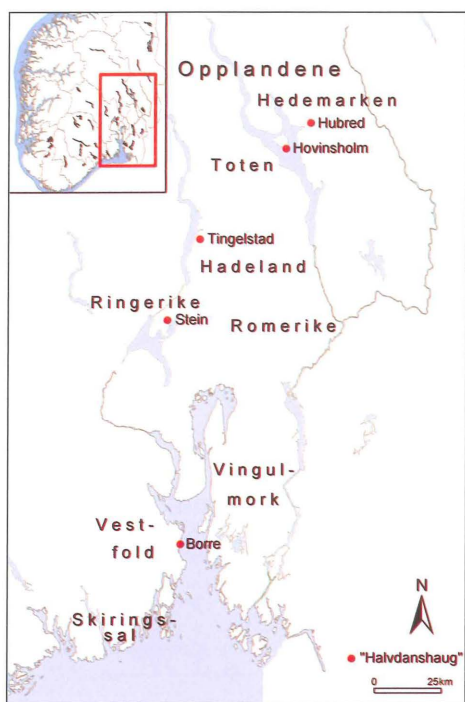 Opplandene
Hedemarken
Hubred
Hovinsholm
Toten
Tingelstad
Hadeland
Ringerike
Stein
Romerike
Vingul-
mork
Vest-
fold
Borre
Skirings-
sal
N
"Halvdanshaug"
0 25km